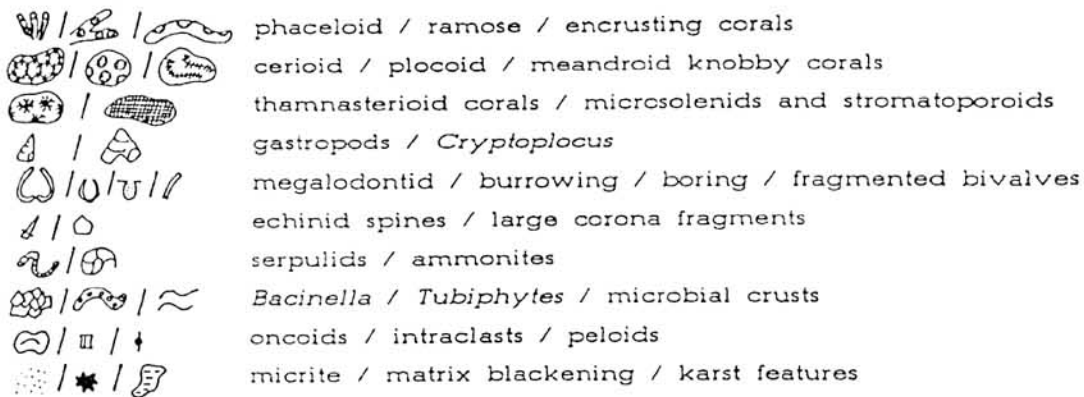 phaceloid / ramose / encrusting corals
cerioid / plocoid / meandroid knobby corals
thamnasterioid corals / microsolenids and stromatoporoids
gastropods / Cryptoplocus
megalodontid / burrowing / boring / fragmented bivalves
echinid spines / large corona fragments
serpulids / ammonites
Bacinella / Tubiphytes / microbial crusts
oncoids / intraclasts / peloids
micrite / matrix blackening / karst features